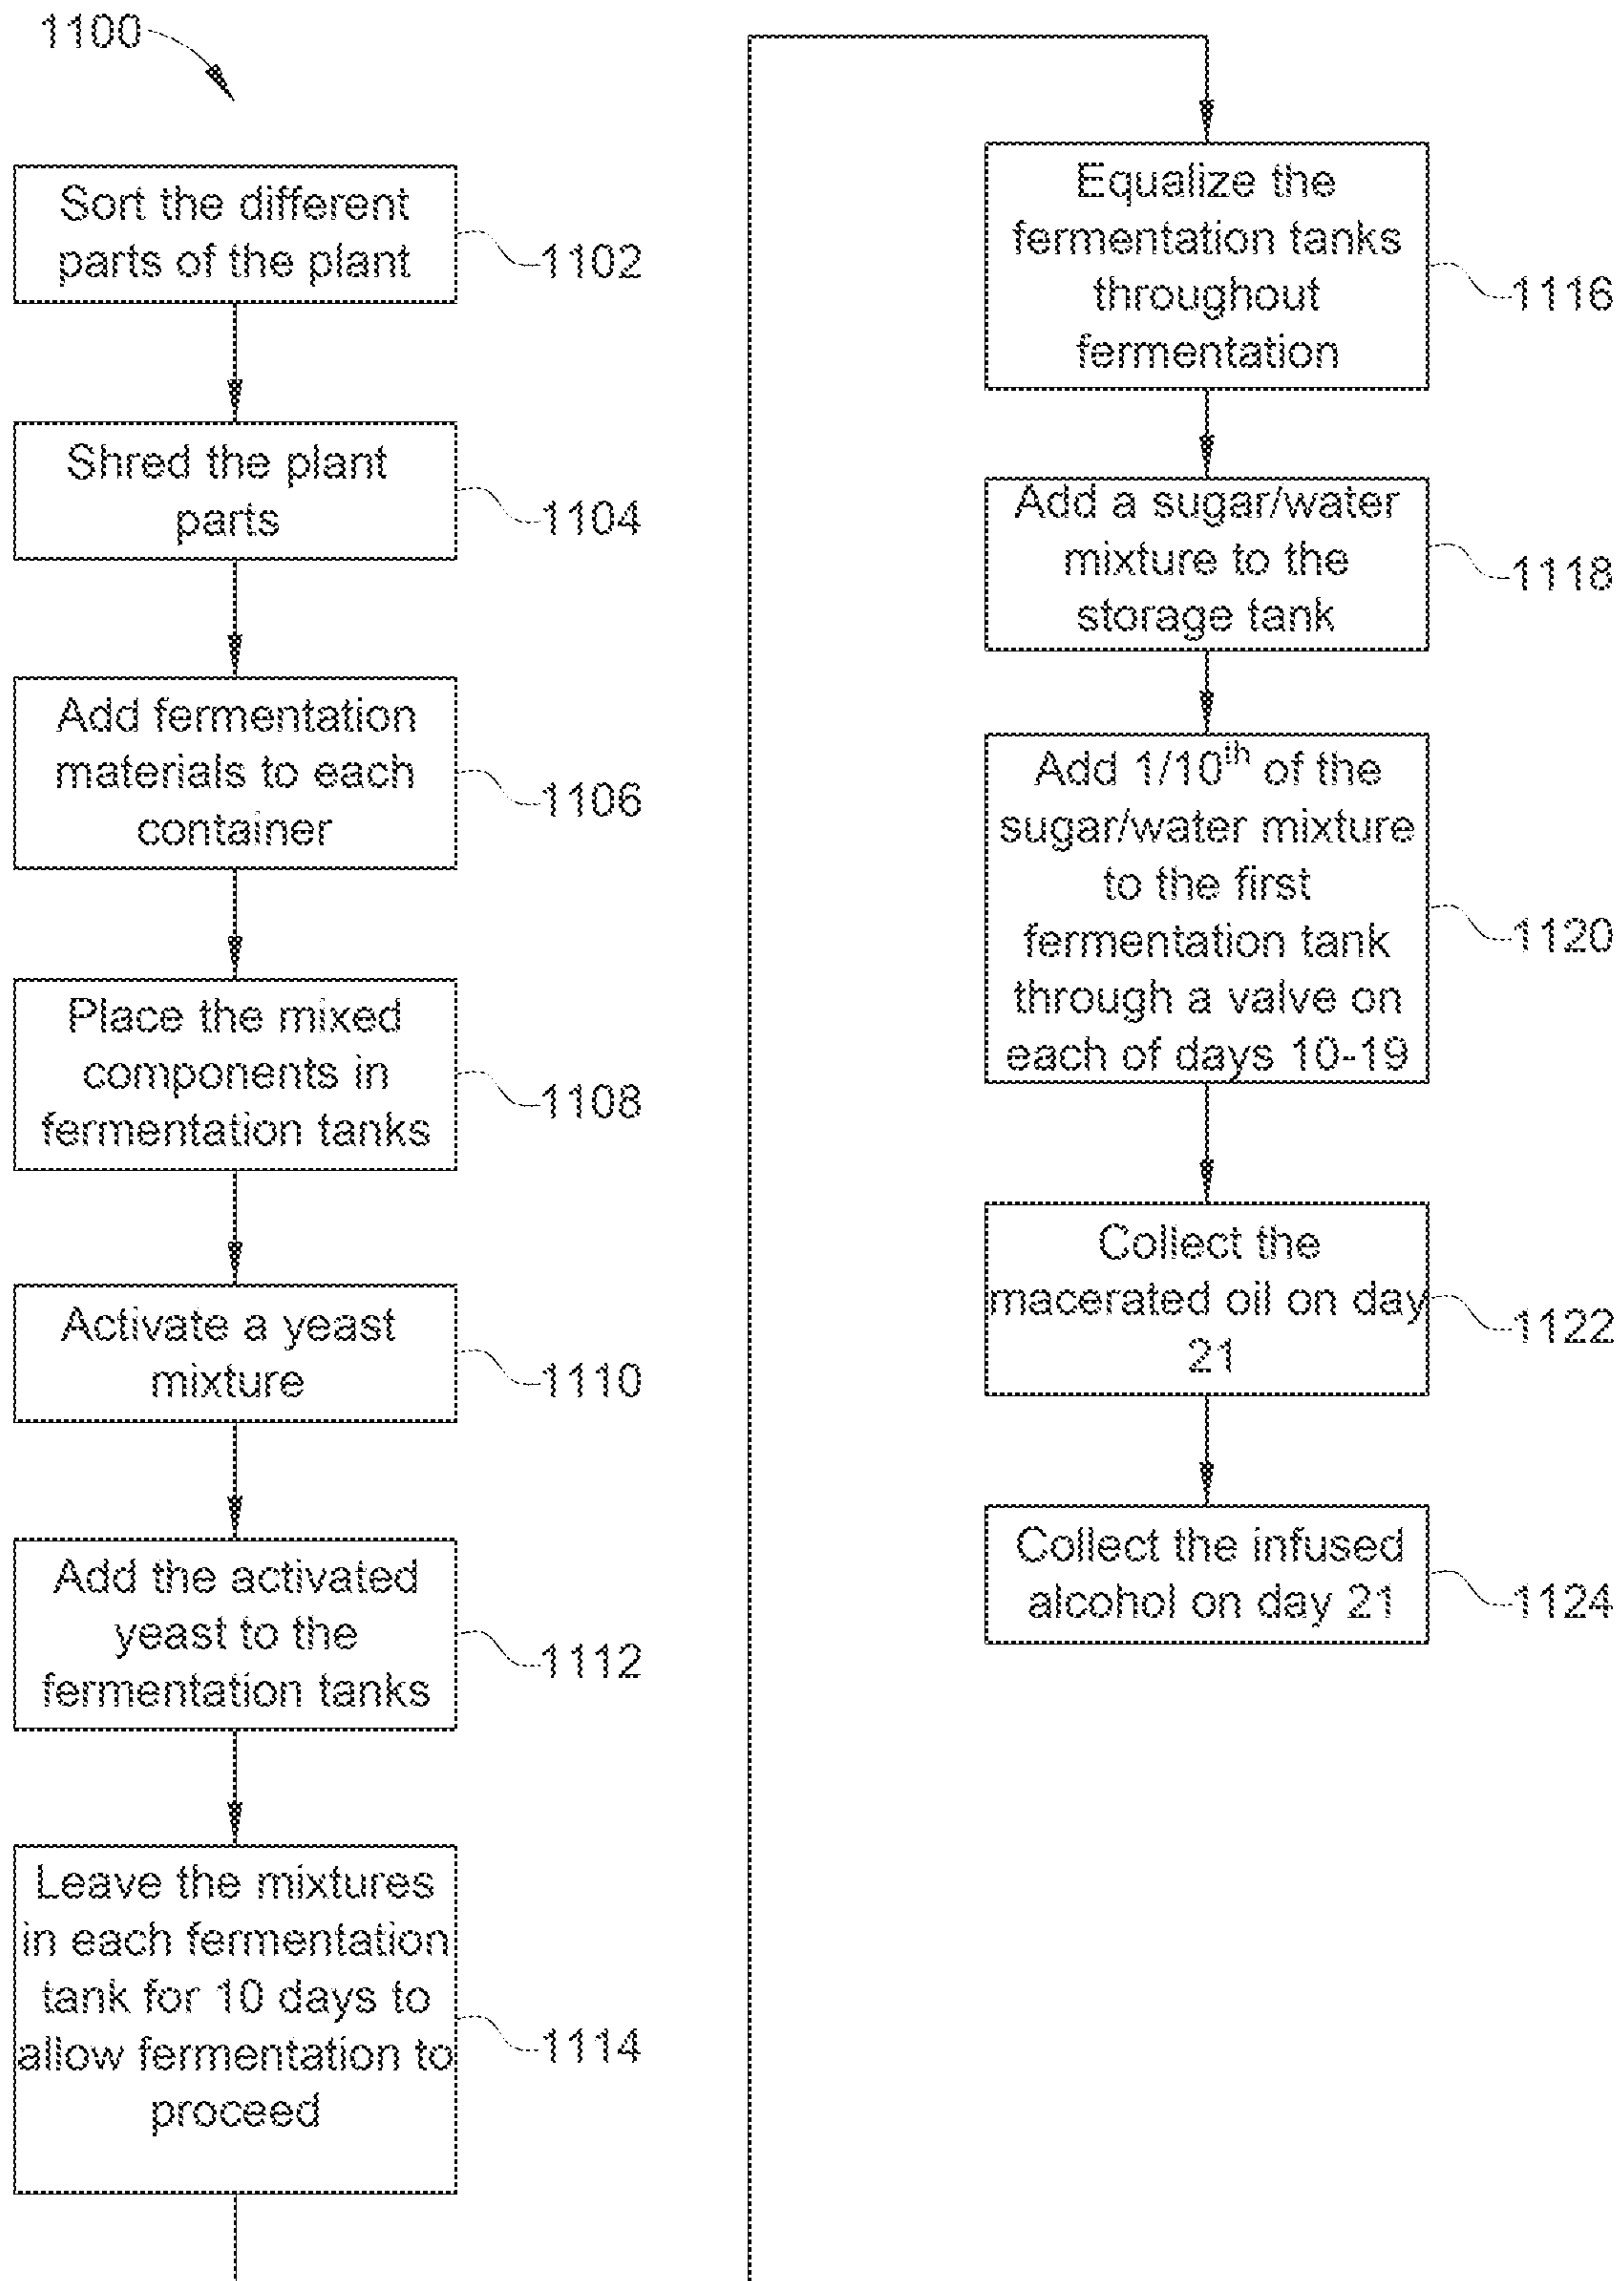 1100
Sort the different
parts of the plant
1102
Shred the plant
parts
1104
Add fermentation
materials to each
container
1106
Place the mixed
components in
fermentation tanks
1108
Activate a yeast
mixture
1110
Add the activated
yeast to the
fermentation tanks
1112
Leave the mixtures
in each fermentation
tank for 10 days to
allow fermentation to
proceed
1114
Equalize the
fermentation tanks
throughout
fermentation
1116
Add a sugar/water
mixture to the
storage tank
1118
Add 1/10th of the
sugar/water mixture
to the first
fermentation tank
through a valve on
each of days 10-19
1120
Collect the
macerated oil on day
21
1122
Collect the infused
alcohol on day 21
1124